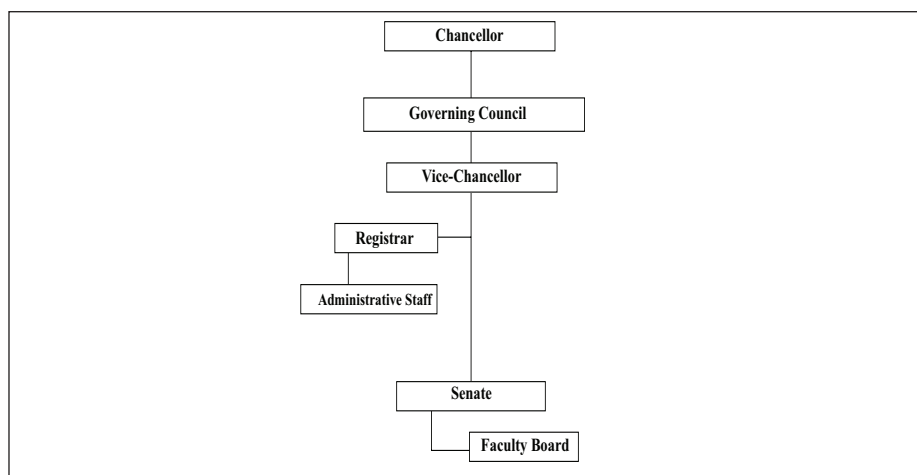 Chancellor
Governing Council
Vice-Chancellor
Registrar
Administrative Staff
Senate
Faculty Board